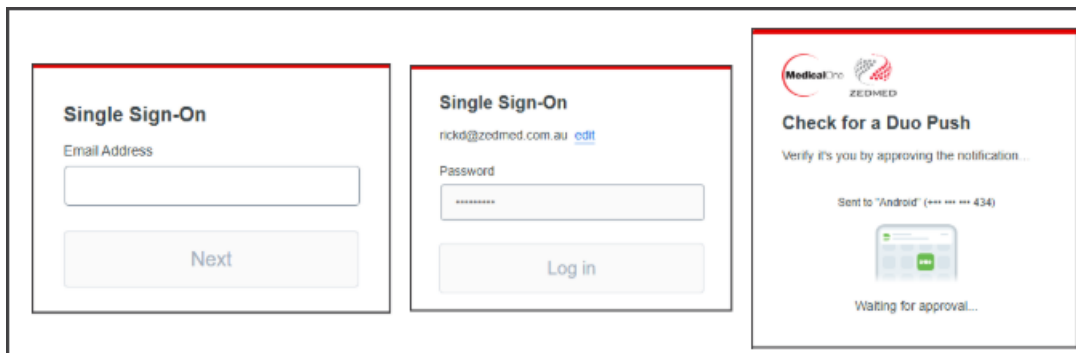 Single Sign-On
Email Address
Next
Single Sign-On
rickd@zedmed.com.au edit
Password
•••••••••
Log in
MedicalOne
ZEDMED
Check for a Duo Push
Verify it's you by approving the notification...
Sent to "Android" (••• ••• ••• 434)
Waiting for approval...